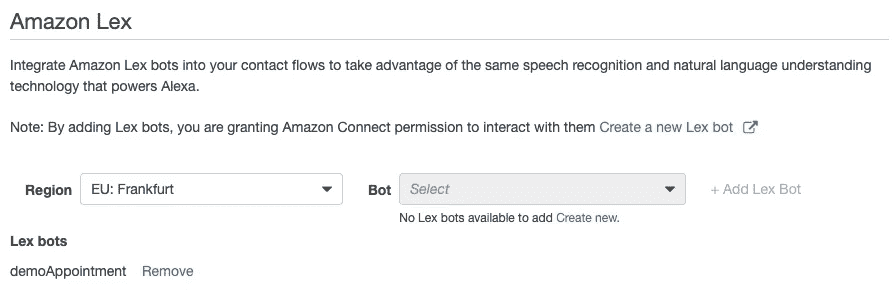 Amazon Lex
Integrate Amazon Lex bots into your contact flows to take advantage of the same speech recognition and natural language understanding
technology that powers Alexa.
Note: By adding Lex bots, you are granting Amazon Connect permission to interact with them Create a new Lex bot
Region EU: Frankfurt Bot Select + Add Lex Bot
No Lex bots available to add Create new.
Lex bots
demoAppointment Remove